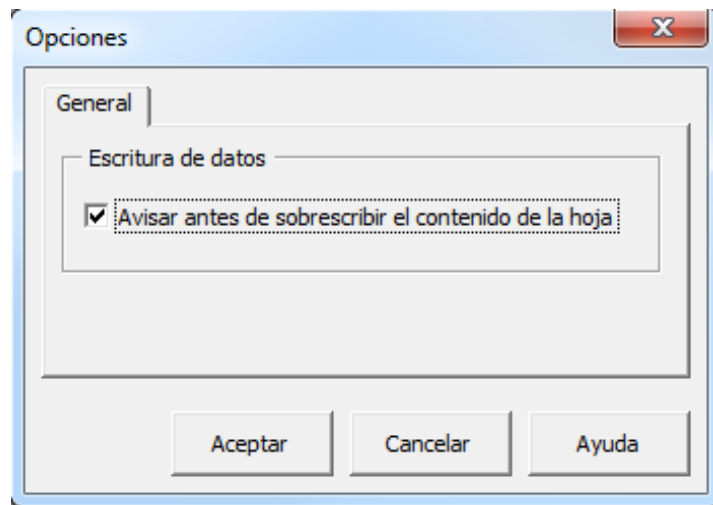 Opciones
General
Escritura de datos
Avisar antes de sobrescribir el contenido de la hoja
Aceptar
Cancelar
Ayuda